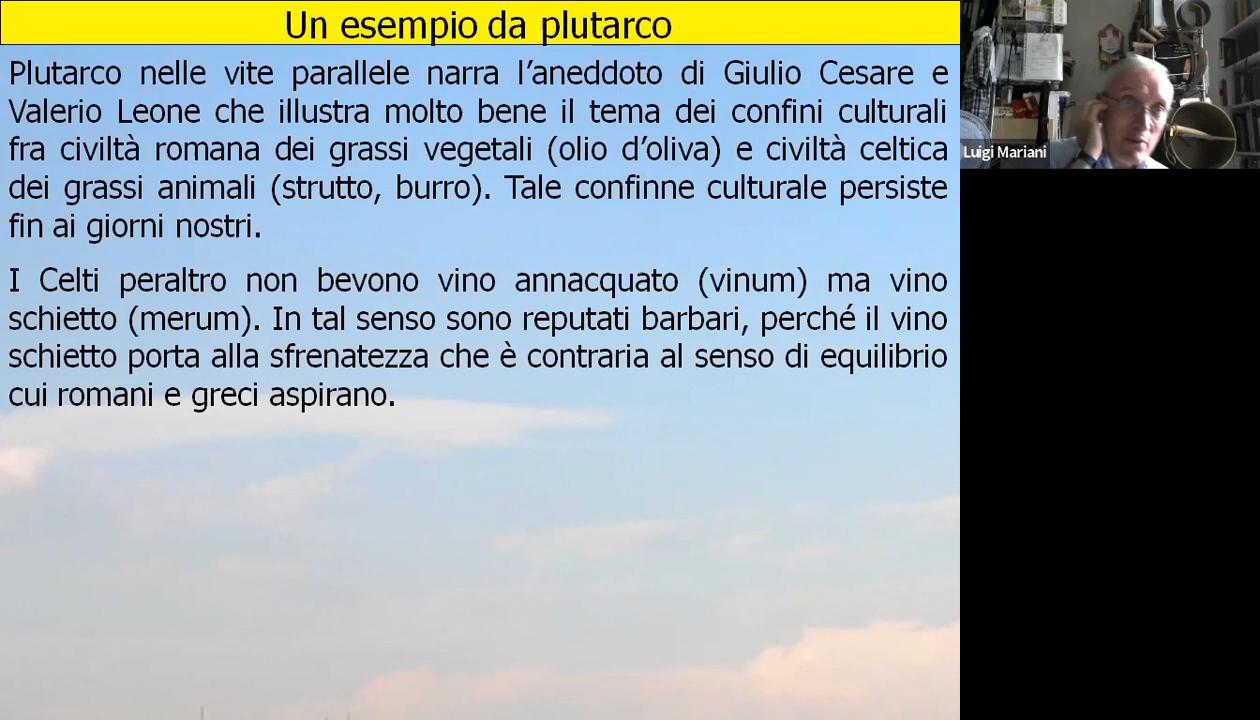 Un esempio da plutarco
Plutarco nelle vite parallele narra l’aneddoto di Giulio Cesare e
Valerio Leone che illustra molto bene il tema dei confini culturali
fra civiltà romana dei grassi vegetali (olio d’oliva) e civiltà celtica
dei grassi animali (strutto, burro). Tale confinne culturale persiste
fin ai giorni nostri.
I Celti peraltro non bevono vino annacquato (vinum) ma vino
schietto (merum). In tal senso sono reputati barbari, perché il vino
schietto porta alla sfrenatezza che è contraria al senso di equilibrio
cui romani e greci aspirano.
Luigi Mariani